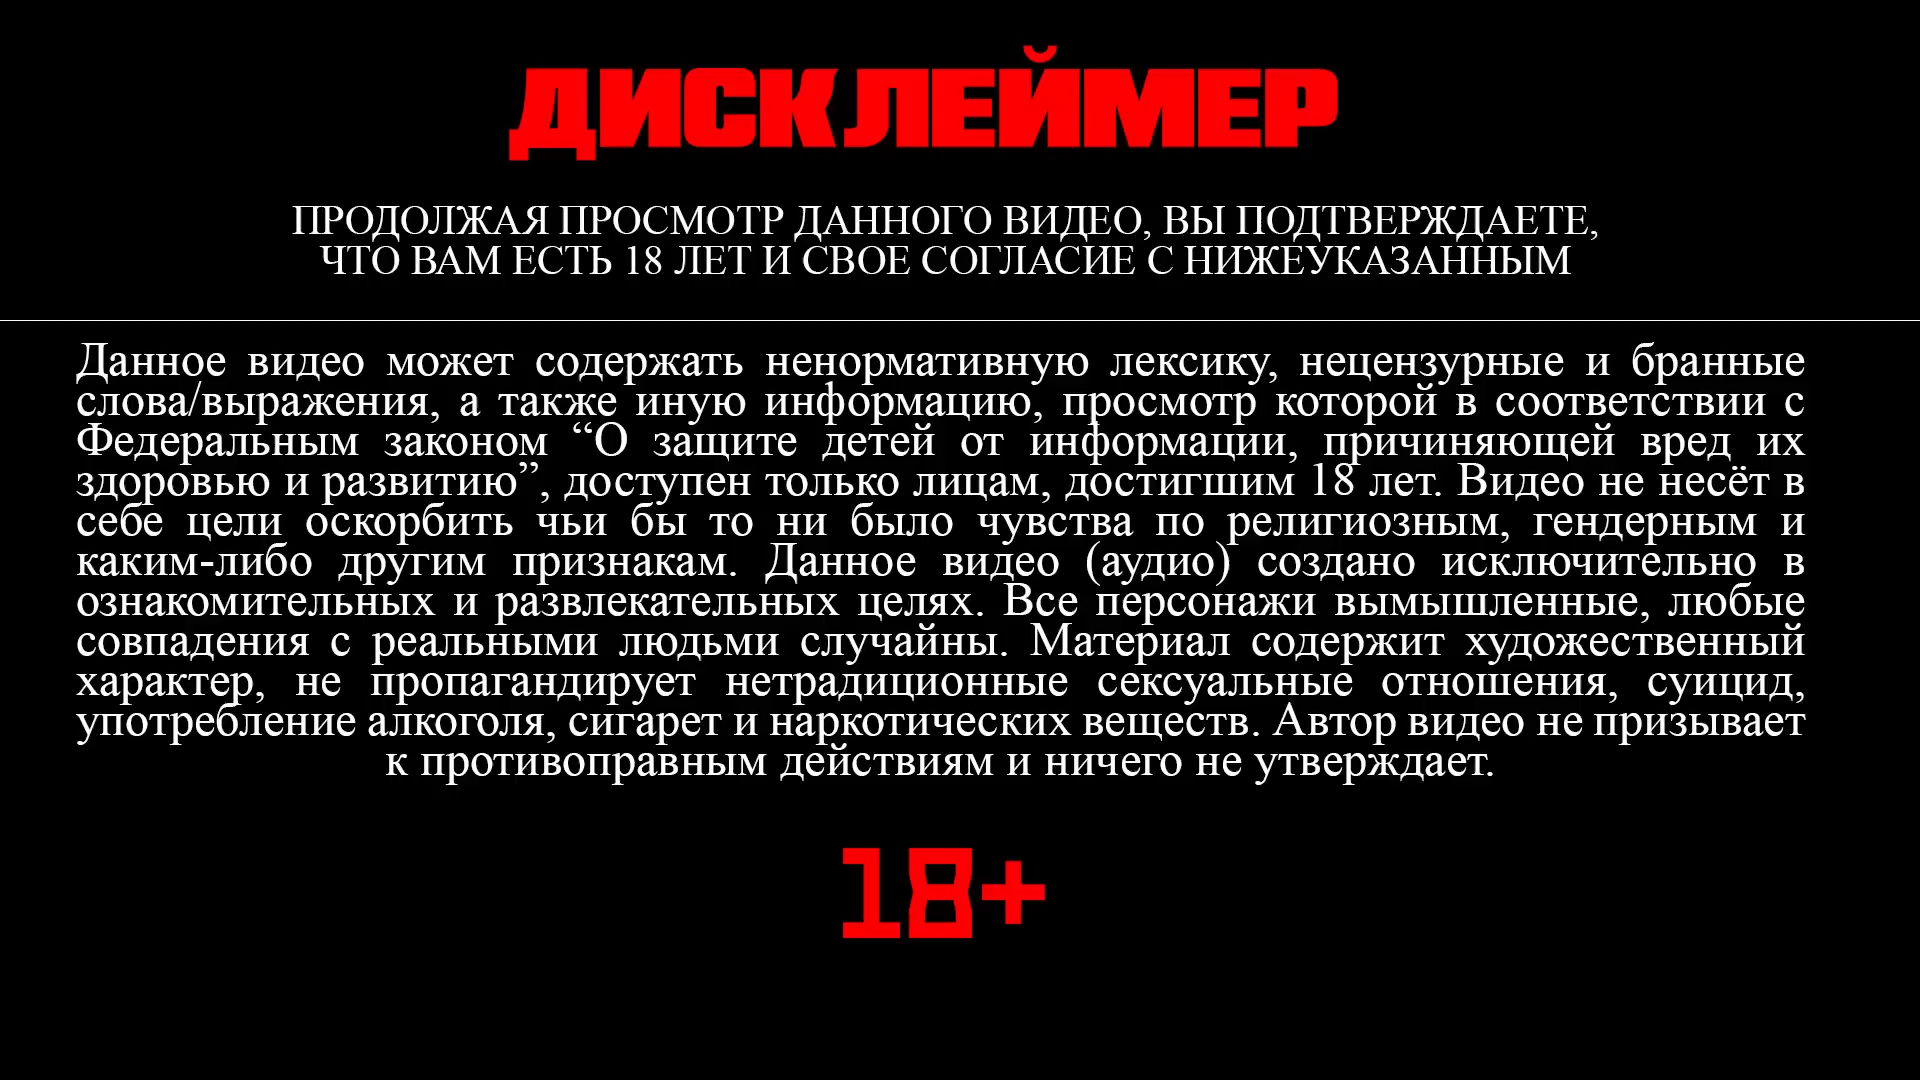 ДИСКЛЕЙМЕР
ПРОДОЛЖАЯ ПРОСМОТР ДАННОГО ВИДЕО, ВЫ ПОДТВЕРЖДАЕТЕ,
ЧТО ВАМ ЕСТЬ 18 ЛЕТ И СВОЕ СОГЛАСИЕ С НИЖЕУКАЗАННЫМ
Данное видео может содержать ненормативную лексику, нецензурные и бранные
слова/выражения, а также иную информацию, просмотр которой в соответствии с
Федеральным законом “О защите детей от информации, причиняющей вред их
здоровью и развитию”, доступен только лицам, достигшим 18 лет. Видео не несёт в
себе цели оскорбить чьи бы то ни было чувства по религиозным, гендерным и
каким-либо другим признакам. Данное видео (аудио) создано исключительно в
ознакомительных и развлекательных целях. Все персонажи вымышленные, любые
совпадения с реальными людьми случайны. Материал содержит художественный
характер, не пропагандирует нетрадиционные сексуальные отношения, суицид,
употребление алкоголя, сигарет и наркотических веществ. Автор видео не призывает
к противоправным действиям и ничего не утверждает.
18+